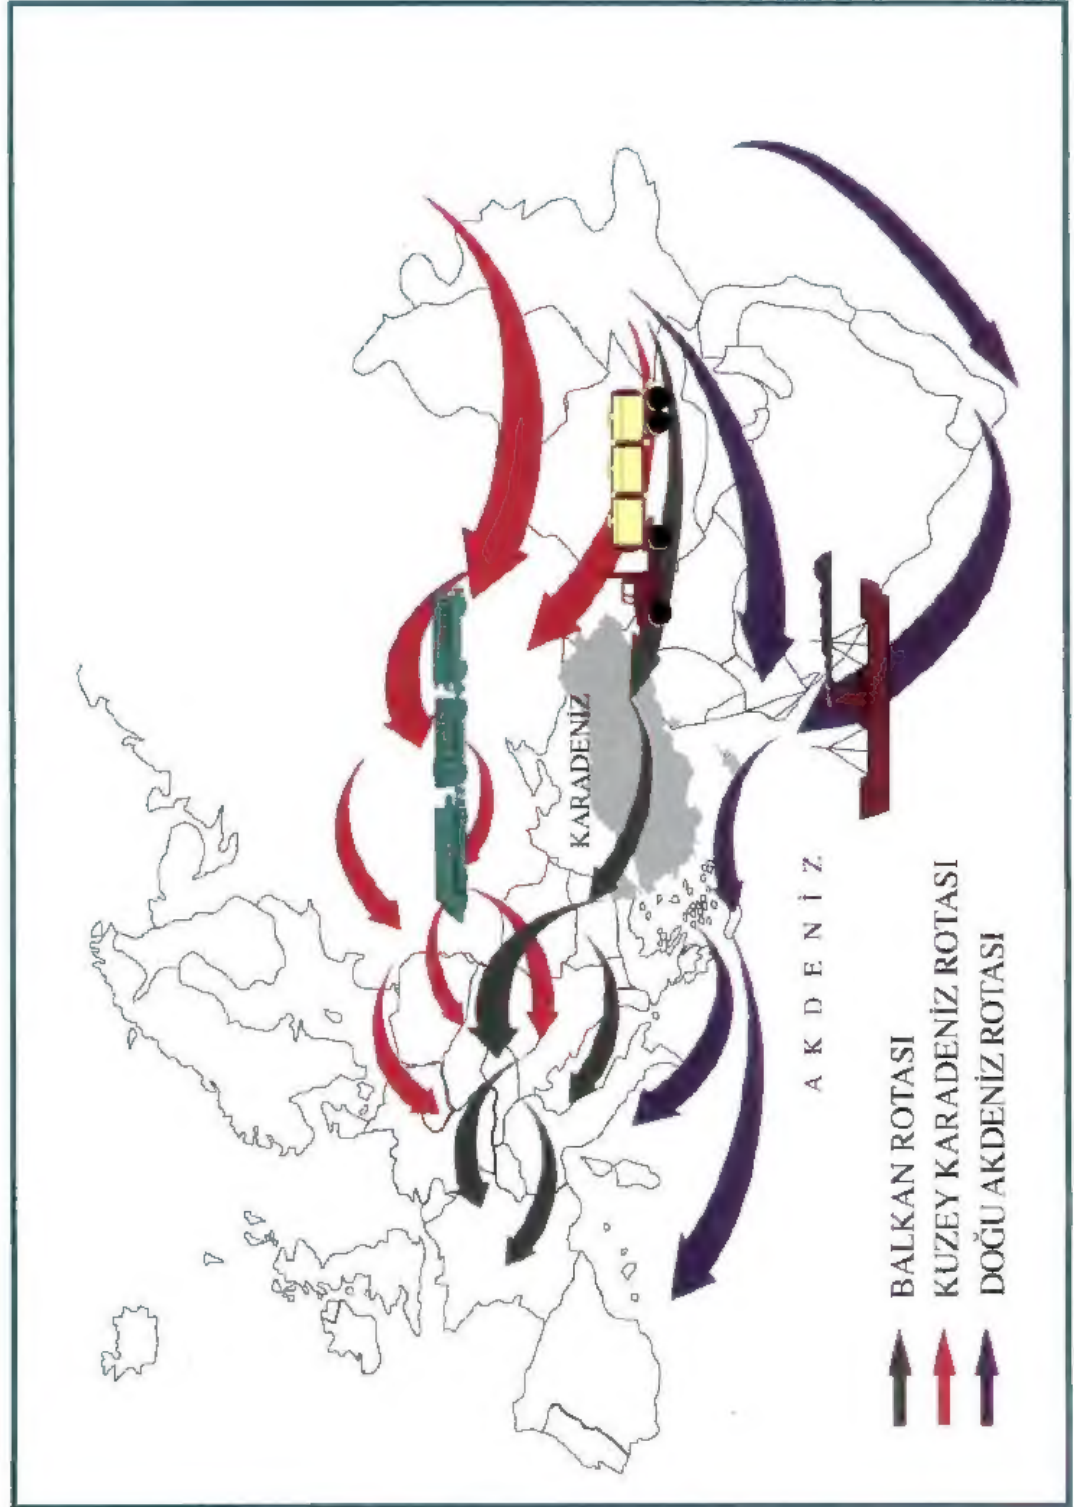 KARADENİZ
A K D E N İ Z
BALKAN ROTASI
KUZEY KARADENİZ ROTASI
DOĞU AKDENİZ ROTASI